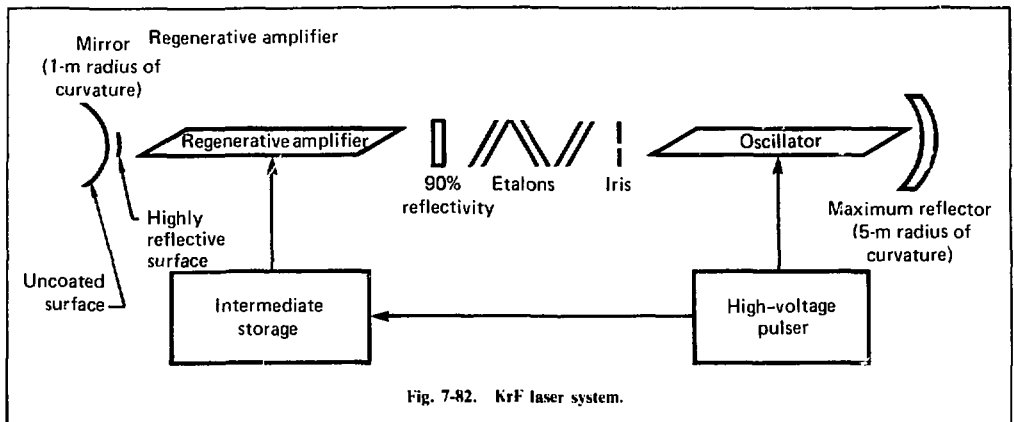 Regenerative amplifier
Mirror
(1-m radius of
curvature)
Regenerative amplifier
Oscillator
90%
reflectivity
Etalons
Iris
Maximum reflector
(5-m radius of
curvature)
Highly
reflective
surface
Uncoated
surface
Intermediate
storage
High-voltage
pulser
Fig. 7-82. KrF laser system.